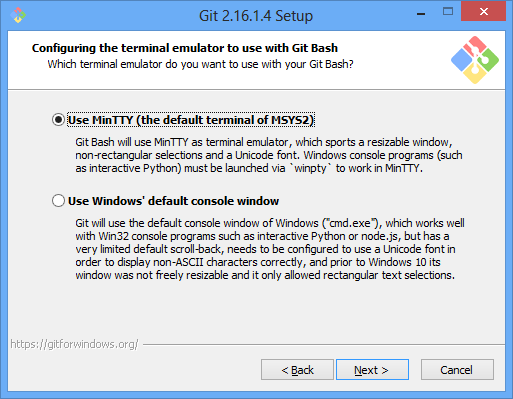 Git 2.16.1.4 Setup
Configuring the terminal emulator to use with Git Bash
Which terminal emulator do you want to use with your Git Bash?
Use MinTTY (the default terminal of MSYS2)
Git Bash will use MinTTY as terminal emulator, which sports a resizable window,
non-rectangular selections and a Unicode font. Windows console programs (such
as interactive Python) must be launched via `winpty` to work in MinTTY.
Use Windows' default console window
Git will use the default console window of Windows ("cmd.exe"), which works well
with Win32 console programs such as interactive Python or node.js, but has a
very limited default scroll-back, needs to be configured to use a Unicode font in
order to display non-ASCII characters correctly, and prior to Windows 10 its
window was not freely resizable and it only allowed rectangular text selections.
https://gitforwindows.org/
< Back
Next >
Cancel